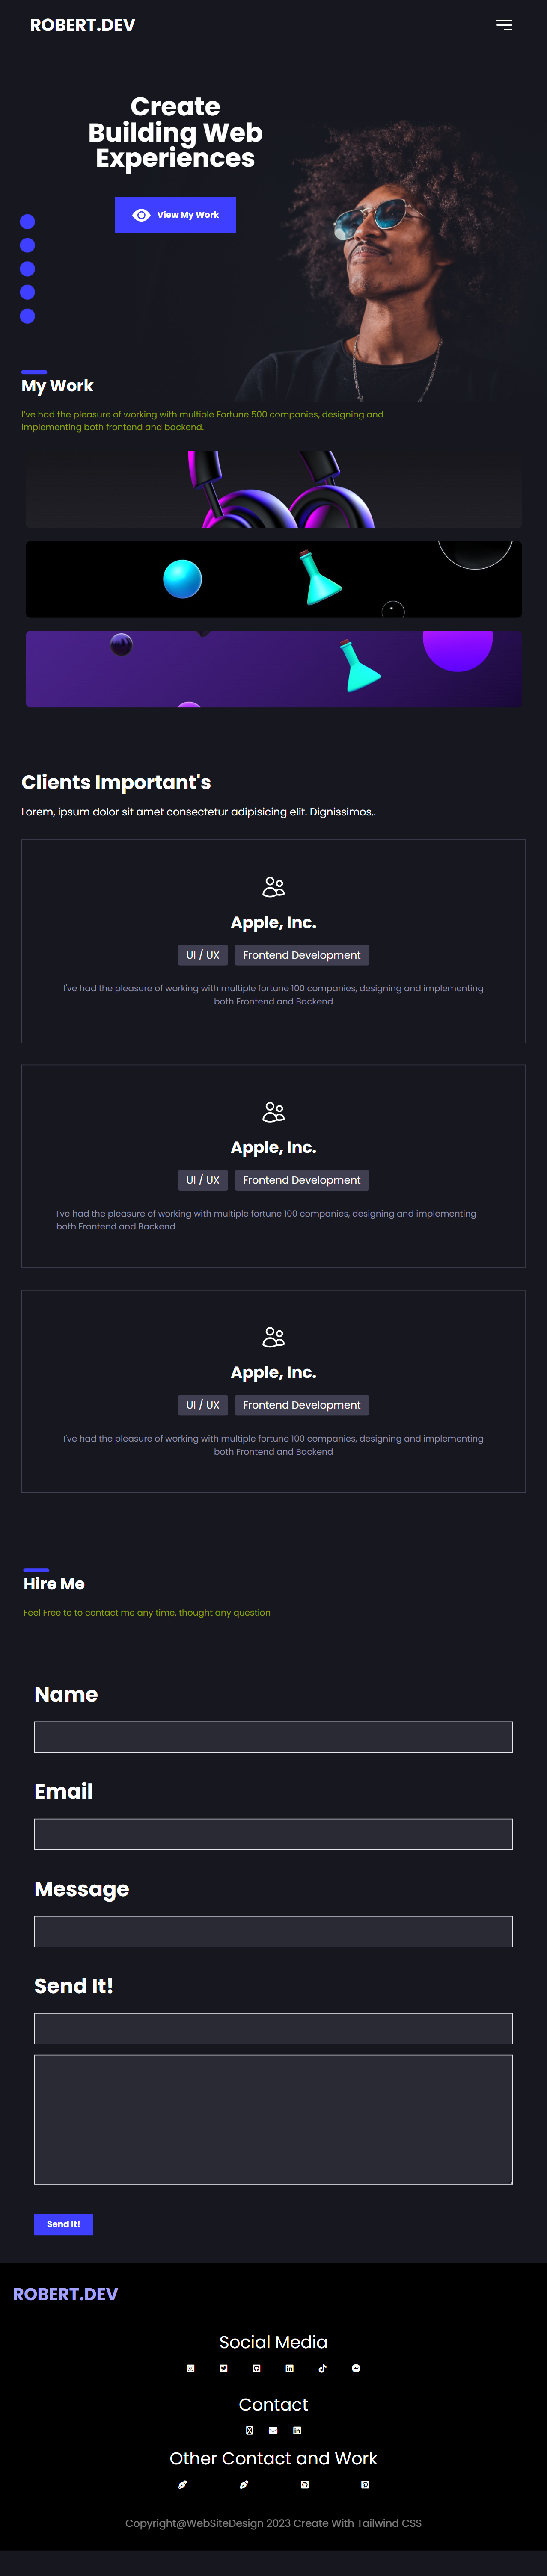 ROBERT.DEV
Create
Building Web
Experiences
View My Work
My Work
I've had the pleasure of working with multiple Fortune 500 companies, designing and
implementing both frontend and backend.
Clients Important's
Lorem, ipsum dolor sit amet consectetur adipisicing elit. Dignissimos..
Apple, Inc.
UI / UX
Frontend Development
I've had the pleasure of working with multiple fortune 100 companies, designing and implementing
both Frontend and Backend
Apple, Inc.
UI / UX
Frontend Development
I've had the pleasure of working with multiple fortune 100 companies, designing and implementing
both Frontend and Backend
Apple, Inc.
UI / UX
Frontend Development
I've had the pleasure of working with multiple fortune 100 companies, designing and implementing
both Frontend and Backend
Hire Me
Feel Free to to contact me any time, thought any question
Name
Email
Message
Send It!
Send It!
ROBERT.DEV
Social Media
Contact
Other Contact and Work
Copyright@WebSiteDesign 2023 Create With Tailwind CSS